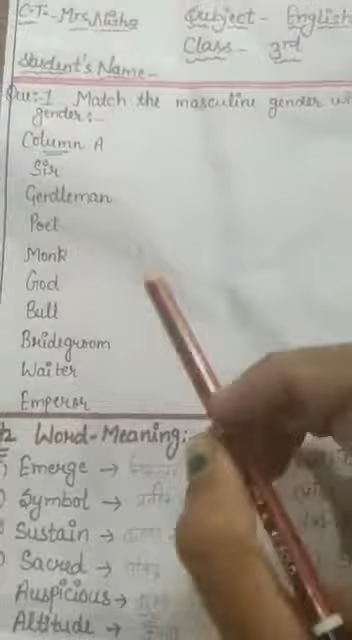 C.T.- Mrs. Nisha Subject - English
Class - 3rd
Student's Name -
Que:-1 Match the masculine gender
gender:-
Column A
Sir
Gentleman
Poet
Monk
God
Bull
Bridegroom
Waiter
Emperor
Word-Meaning:-
Emerge →
Symbol →
Sustain →
Sacred →
Auspicious →
Altitude →